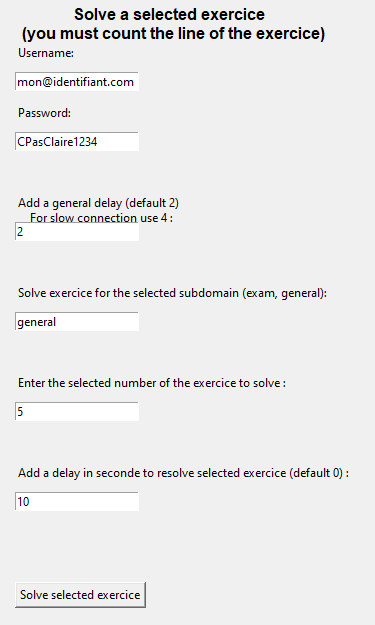 Solve a selected exercice
(you must count the line of the exercice)
Username:
mon@identifiant.com
Password:
CPasClaire1234
Add a general delay (default 2)
For slow connection use 4 :
2
Solve exercice for the selected subdomain (exam, general):
general
Enter the selected number of the exercice to solve :
5
Add a delay in seconde to resolve selected exercice (default 0) :
10
Solve selected exercice